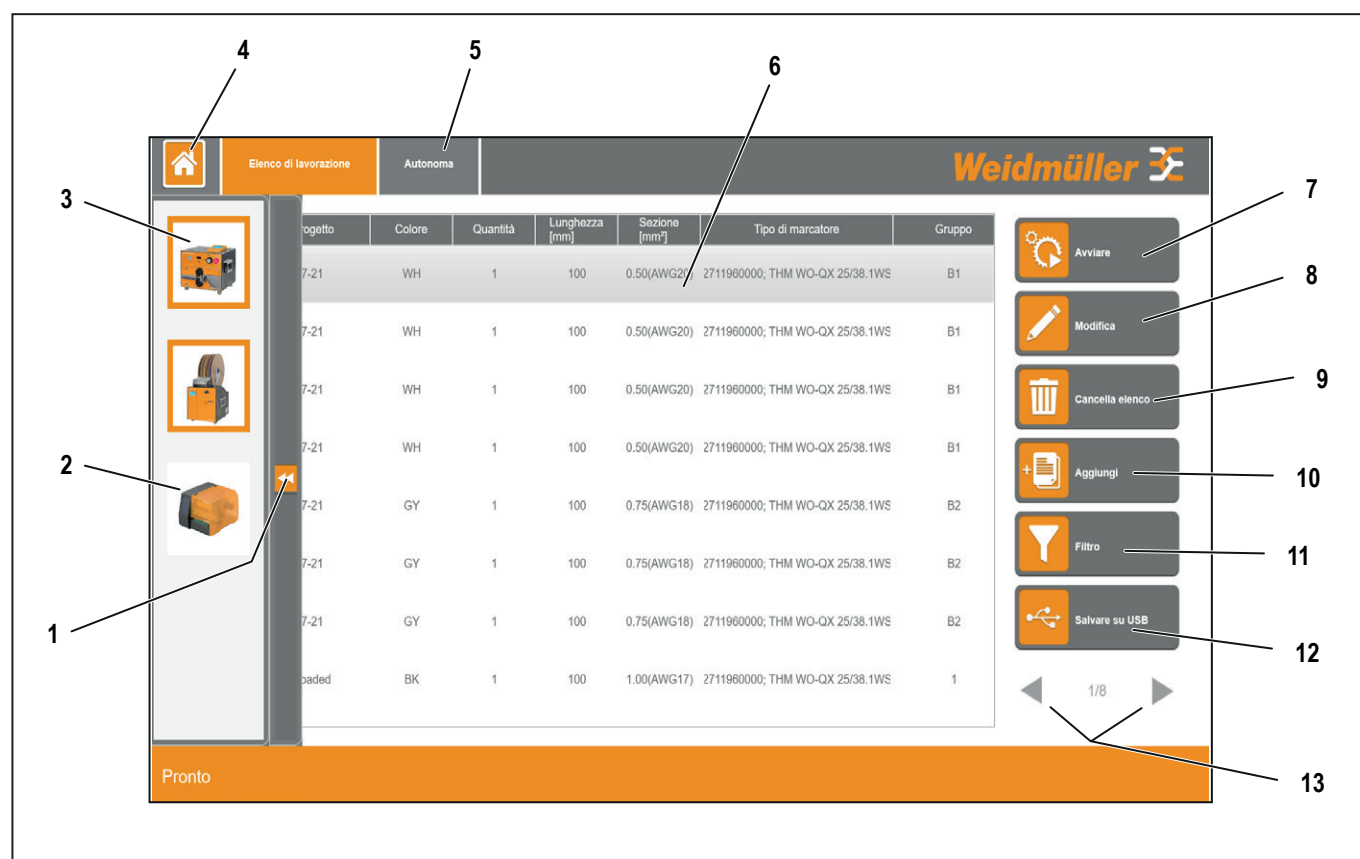 4
5
6
Elenco di lavorazione
Autonoma
Weidmüller
3
7
rogetto Colore Quantità Lunghezza [mm] Sezione [mm²] Tipo di marcatore Gruppo
Avviare
7-21 WH 1 100 0.50(AWG20) 2711960000; THM WO-QX 25/38.1WS B1
8
Modifica
7-21 WH 1 100 0.50(AWG20) 2711960000; THM WO-QX 25/38.1WS B1
9
Cancella elenco
7-21 WH 1 100 0.50(AWG20) 2711960000; THM WO-QX 25/38.1WS B1
7-21 WH 1 100 0.50(AWG20) 2711960000; THM WO-QX 25/38.1WS B1
2
10
Aggiungi
7-21 GY 1 100 0.75(AWG18) 2711960000; THM WO-QX 25/38.1WS B2
Filtro
11
7-21 GY 1 100 0.75(AWG18) 2711960000; THM WO-QX 25/38.1WS B2
1
7-21 GY 1 100 0.75(AWG18) 2711960000; THM WO-QX 25/38.1WS B2
Salvare su USB
12
oaded BK 1 100 1.00(AWG17) 2711960000; THM WO-QX 25/38.1WS 1
1/8
Pronto
13